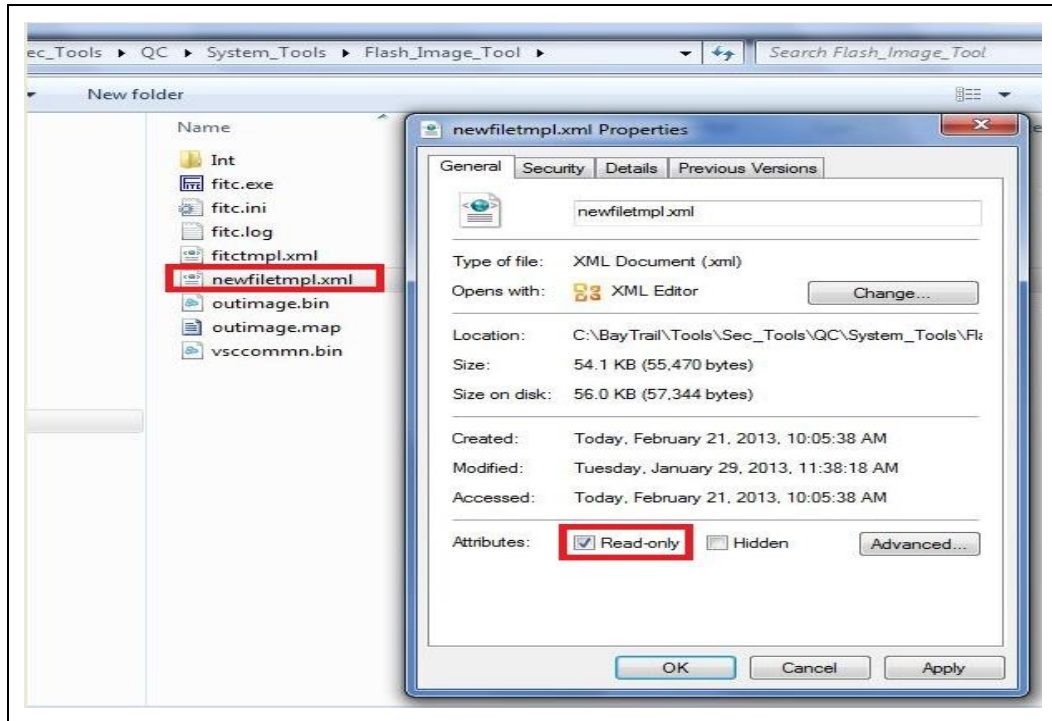 ec_Tools ▸ QC ▸ System_Tools ▸ Flash_Image_Tool ▸
Search Flash_Image_Tool
New folder
Name
Int
fitc.exe
fitc.ini
fitc.log
fitctmpl.xml
newfiletmpl.xml
outimage.bin
outimage.map
vsccommn.bin
newfiletmpl.xml Properties
General Security Details Previous Versions
newfiletmpl.xml
Type of file: XML Document (.xml)
Opens with: XML Editor Change...
Location: C:\BayTrail\Tools\Sec_Tools\QC\System_Tools\Fla
Size: 54.1 KB (55,470 bytes)
Size on disk: 56.0 KB (57,344 bytes)
Created: Today, February 21, 2013, 10:05:38 AM
Modified: Tuesday, January 29, 2013, 11:38:18 AM
Accessed: Today, February 21, 2013, 10:05:38 AM
Attributes: Read-only Hidden Advanced...
OK Cancel Apply